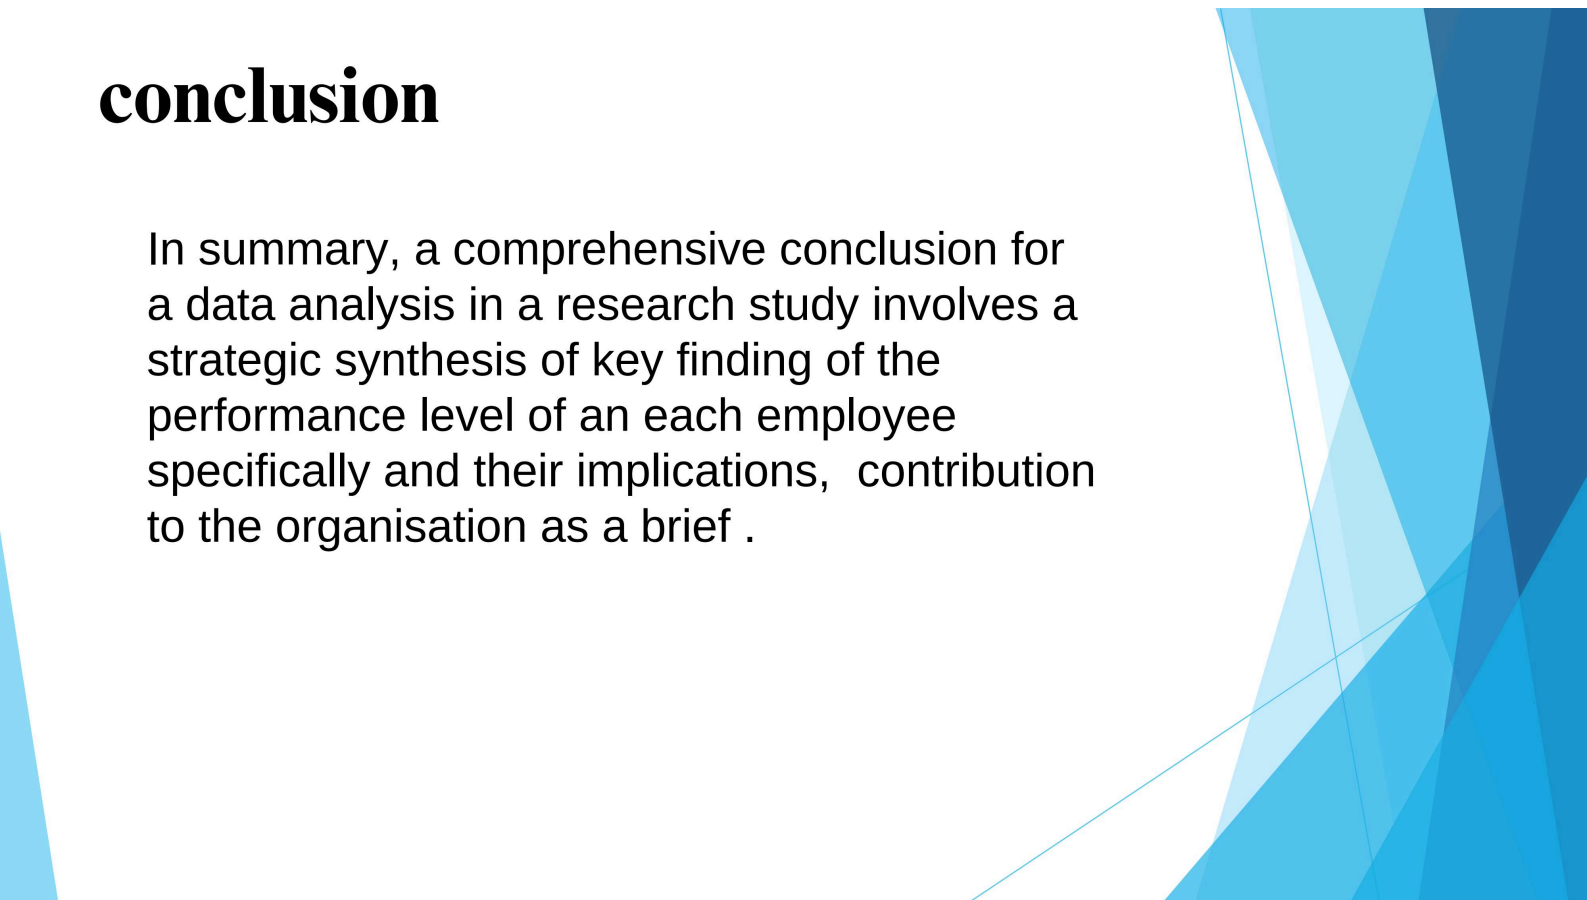 conclusion
In summary, a comprehensive conclusion for
a data analysis in a research study involves a
strategic synthesis of key finding of the
performance level of an each employee
specifically and their implications,  contribution
to the organisation as a brief .